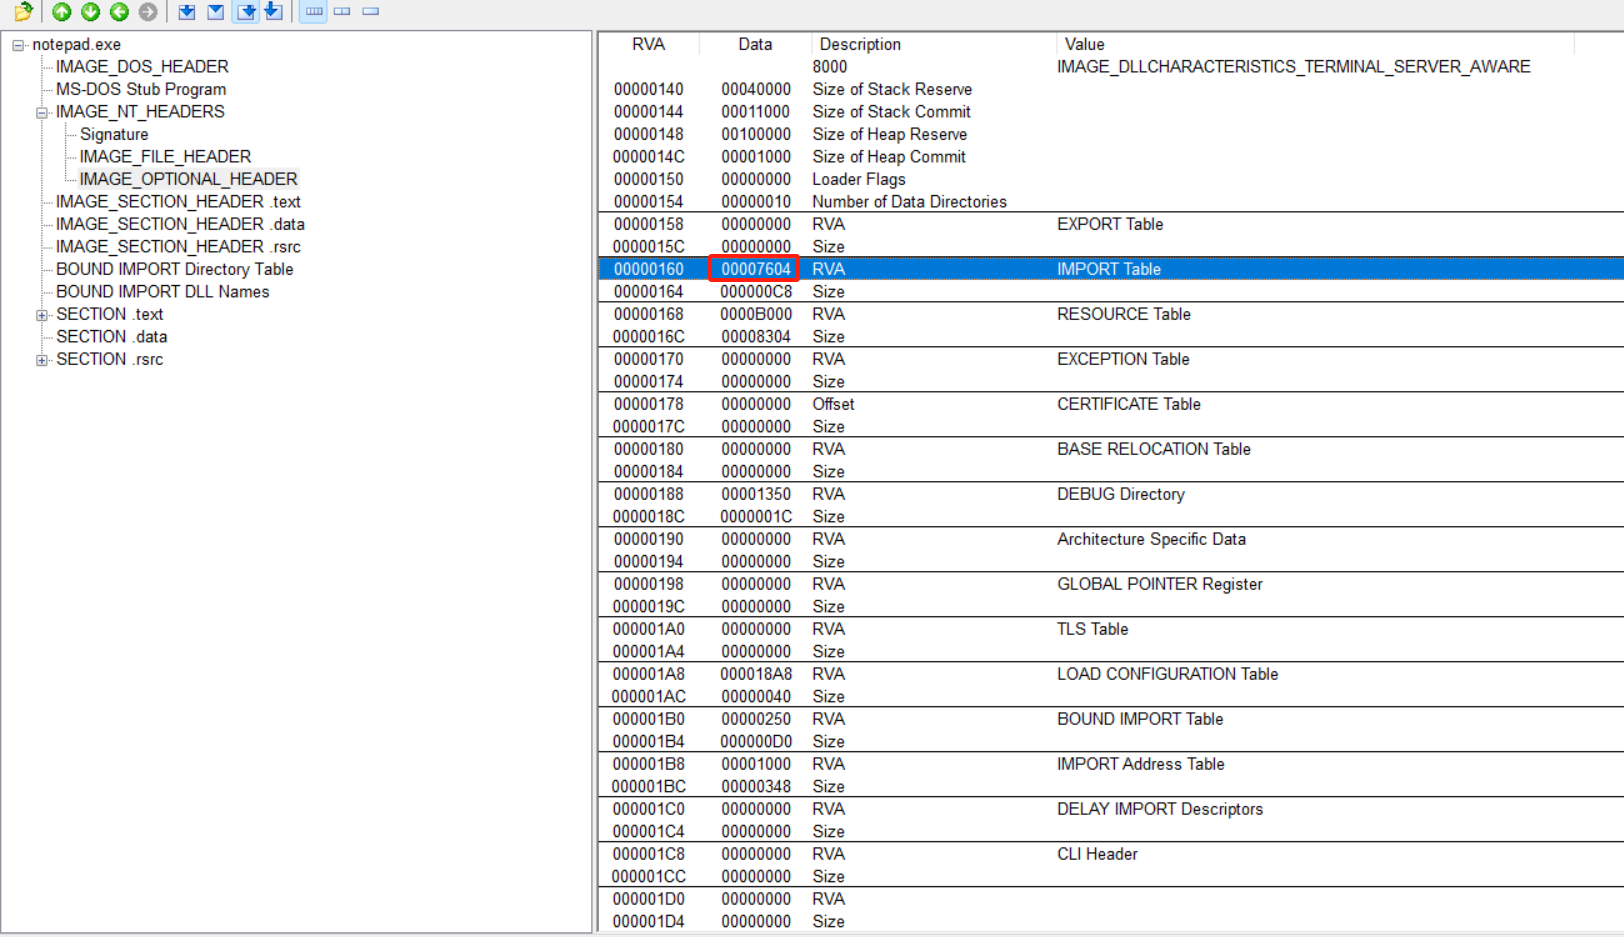 notepad.exe
IMAGE_DOS_HEADER
MS-DOS Stub Program
IMAGE_NT_HEADERS
Signature
IMAGE_FILE_HEADER
IMAGE_OPTIONAL_HEADER
IMAGE_SECTION_HEADER .text
IMAGE_SECTION_HEADER .data
IMAGE_SECTION_HEADER .rsrc
BOUND IMPORT Directory Table
BOUND IMPORT DLL Names
SECTION .text
SECTION .data
SECTION .rsrc
RVA Data Description Value
8000 IMAGE_DLLCHARACTERISTICS_TERMINAL_SERVER_AWARE
00000140 00040000 Size of Stack Reserve
00000144 00011000 Size of Stack Commit
00000148 00100000 Size of Heap Reserve
0000014C 00001000 Size of Heap Commit
00000150 00000000 Loader Flags
00000154 00000010 Number of Data Directories
00000158 00000000 RVA EXPORT Table
0000015C 00000000 Size
00000160 00007604 RVA IMPORT Table
00000164 000000C8 Size
00000168 0000B000 RVA RESOURCE Table
0000016C 00008304 Size
00000170 00000000 RVA EXCEPTION Table
00000174 00000000 Size
00000178 00000000 Offset CERTIFICATE Table
0000017C 00000000 Size
00000180 00000000 RVA BASE RELOCATION Table
00000184 00000000 Size
00000188 00001350 RVA DEBUG Directory
0000018C 0000001C Size
00000190 00000000 RVA Architecture Specific Data
00000194 00000000 Size
00000198 00000000 RVA GLOBAL POINTER Register
0000019C 00000000 Size
000001A0 00000000 RVA TLS Table
000001A4 00000000 Size
000001A8 000018A8 RVA LOAD CONFIGURATION Table
000001AC 00000040 Size
000001B0 00000250 RVA BOUND IMPORT Table
000001B4 000000D0 Size
000001B8 00001000 RVA IMPORT Address Table
000001BC 00000348 Size
000001C0 00000000 RVA DELAY IMPORT Descriptors
000001C4 00000000 Size
000001C8 00000000 RVA CLI Header
000001CC 00000000 Size
000001D0 00000000 RVA
000001D4 00000000 Size